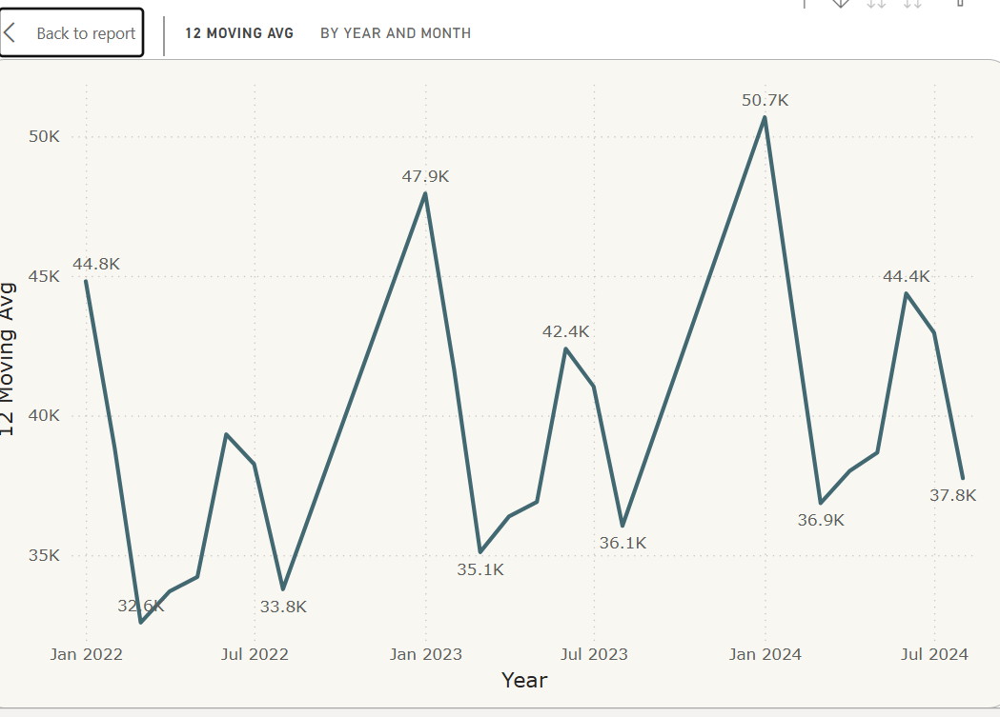 Back to report
12 MOVING AVG
BY YEAR AND MONTH
50.7K
50K
47.9K
44.8K
45K
44.4K
42.4K
12 Moving Avg
40K
37.8K
36.9K
36.1K
35K
35.1K
32.6K
33.8K
Jan 2022
Jul 2022
Jan 2023
Jul 2023
Jan 2024
Jul 2024
Year